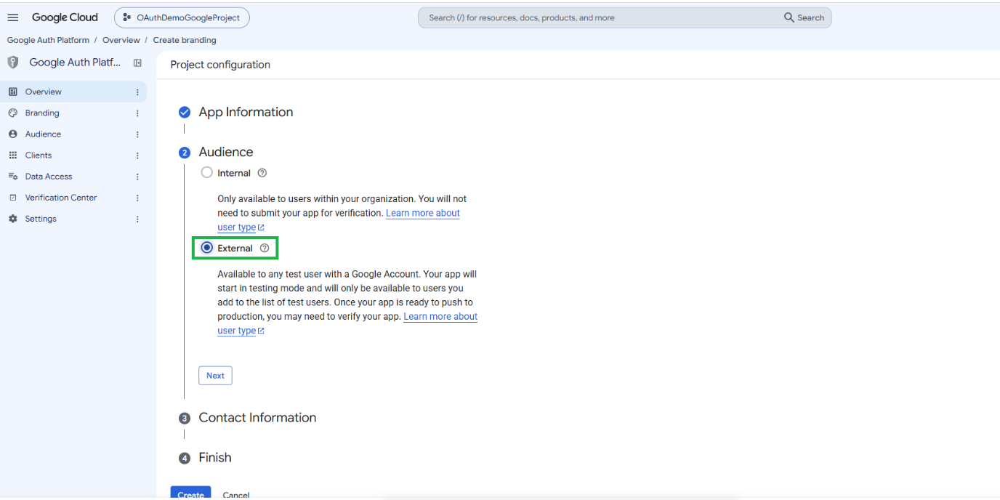 Google Cloud
OAuthDemoGoogleProject
Search (/) for resources, docs, products, and more
Search
Google Auth Platform / Overview / Create branding
Google Auth Platf...
Project configuration
Overview
Branding
Audience
Clients
Data Access
Verification Center
Settings
App Information
2 Audience
Internal
Only available to users within your organization. You will not
need to submit your app for verification. Learn more about
user type
External
Available to any test user with a Google Account. Your app will
start in testing mode and will only be available to users you
add to the list of test users. Once your app is ready to push to
production, you may need to verify your app. Learn more about
user type
Next
3 Contact Information
4 Finish
Create
Cancel